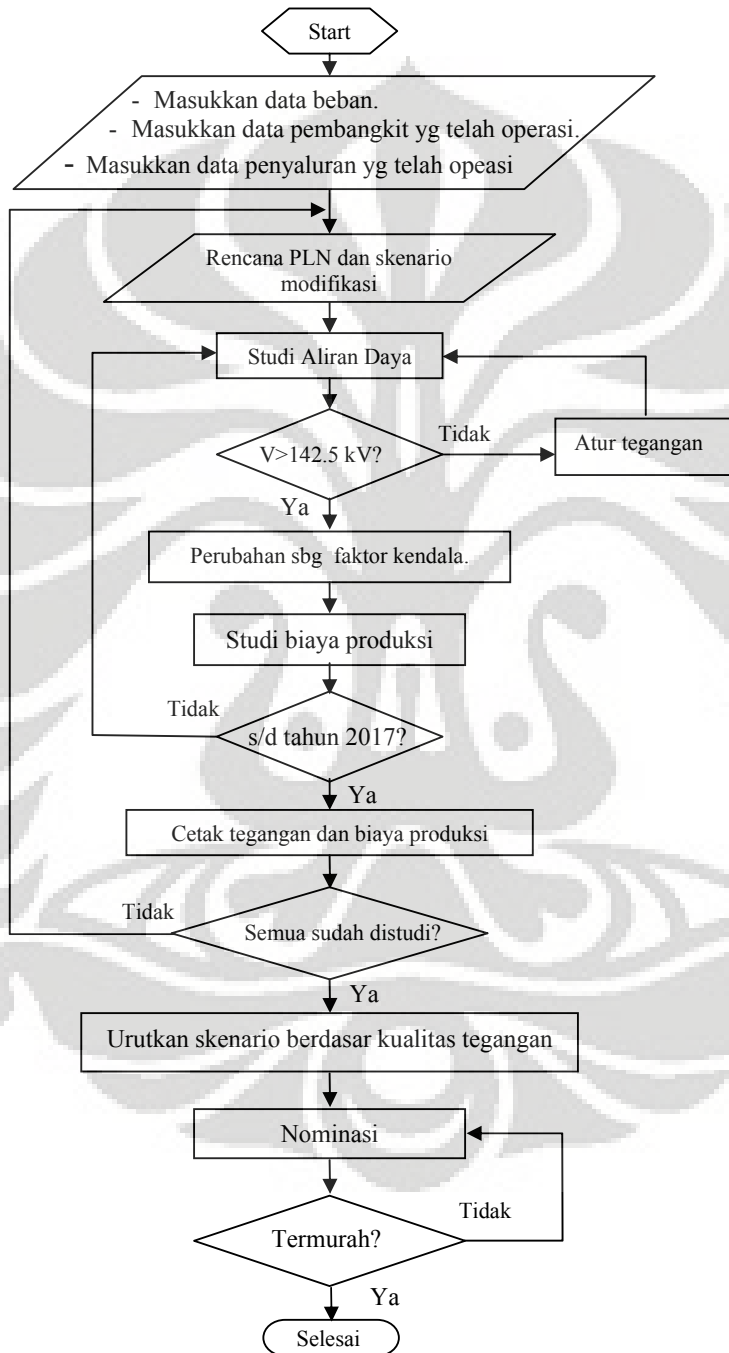 Start
- Masukkan data beban.
- Masukkan data pembangkit yg telah operasi.
- Masukkan data penyaluran yg telah opeasi
Rencana PLN dan skenario
modifikasi
Studi Aliran Daya
V>142.5 kV?
Tidak
Atur tegangan
Ya
Perubahan sbg faktor kendala.
Studi biaya produksi
Tidak
s/d tahun 2017?
Ya
Cetak tegangan dan biaya produksi
Tidak
Semua sudah distudi?
Ya
Urutkan skenario berdasar kualitas tegangan
Nominasi
Tidak
Termurah?
Ya
Selesai